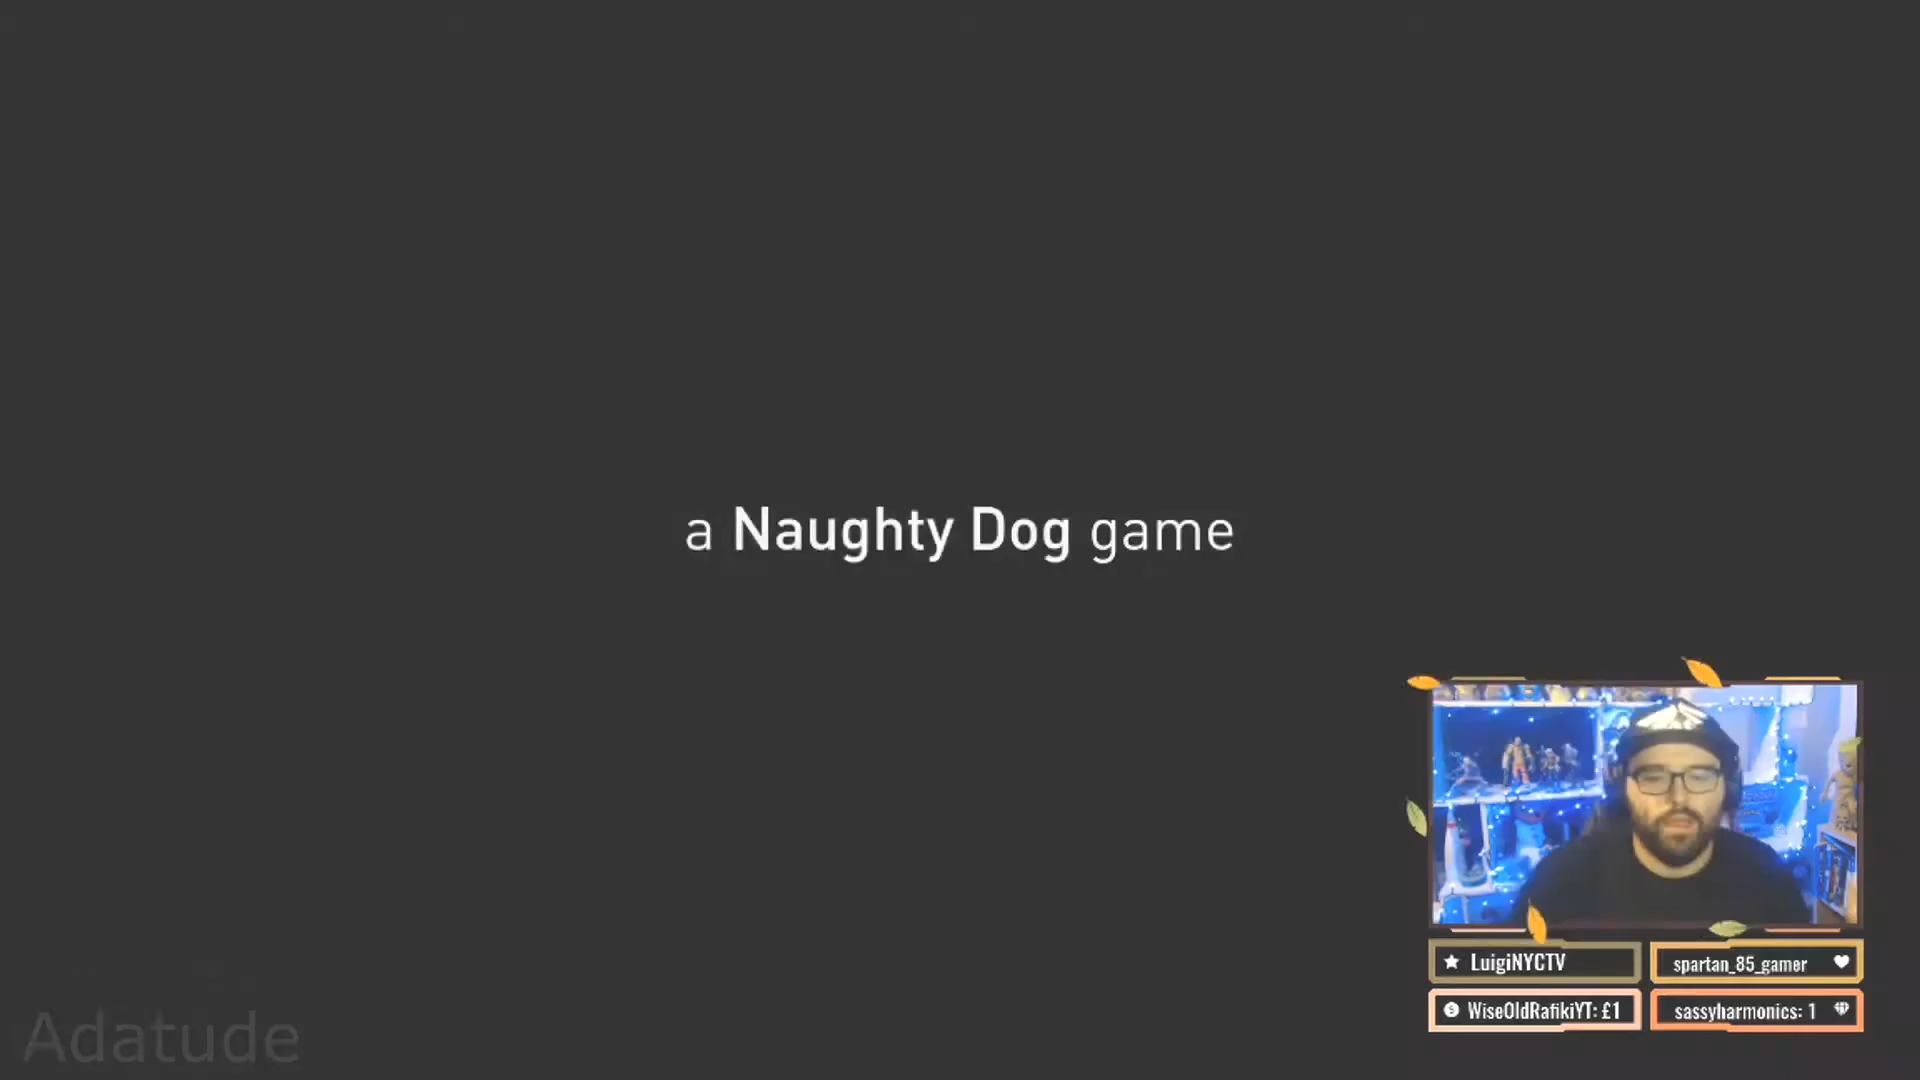 a Naughty Dog game
LuigiNYCTV
spartan_85_gamer
WiseOldRafikiYT: £1
sassyharmonics: 1
Adatude